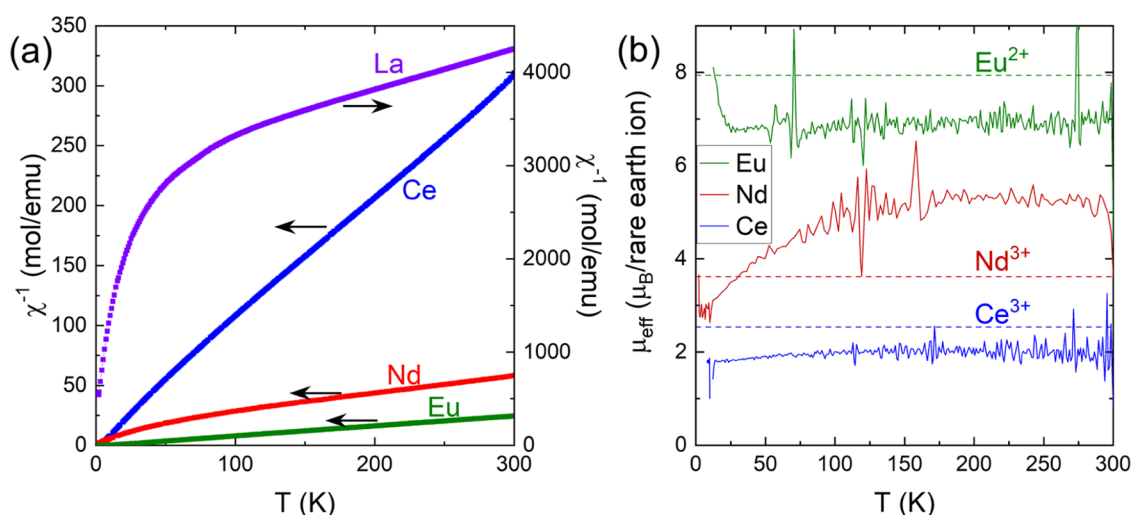 (a)
350
300
250
200
150
100
50
0
χ⁻¹ (mol/emu)
La
Ce
Nd
Eu
4000
3000
2000
1000
0
χ⁻¹ (mol/emu)
0 100 200 300
T (K)
(b)
8
6
4
2
0
μeff (μB/rare earth ion)
Eu²⁺
Eu
Nd
Ce
Nd³⁺
Ce³⁺
0 50 100 150 200 250 300
T (K)